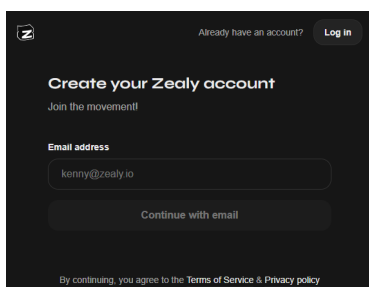 Z
Already have an account? Log in
Create your Zealy account
Join the movement!
Email address
kenny@zealy.io
Continue with email
By continuing, you agree to the Terms of Service & Privacy policy